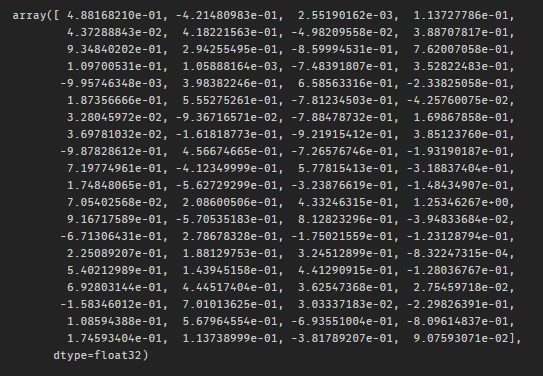 array([ 4.88168210e-01, -4.21480983e-01, 2.55190162e-03, 1.13727786e-01,
4.37288843e-02, 4.18221563e-01, -4.98209558e-02, 3.88707817e-01,
9.34840202e-01, 2.94255495e-01, -8.59994531e-01, 7.62007058e-01,
1.09700531e-01, 1.05888164e-03, -7.48391807e-01, 3.52822483e-01,
-9.95746348e-03, 3.98382246e-01, 6.58563316e-01, -2.33825058e-01,
1.87356666e-01, 5.55275261e-01, -7.81234503e-01, -4.25760075e-02,
3.28045972e-02, -9.36716571e-02, -7.88478732e-01, 1.69867858e-01,
3.69781032e-02, -1.61818773e-01, -9.21915412e-01, 3.85123760e-01,
-9.87828612e-01, 4.56674665e-01, -7.26576746e-01, -1.93190187e-01,
7.19774961e-01, -4.12349999e-01, 5.77815413e-01, -3.18837404e-01,
1.74848065e-01, -5.62729299e-01, -3.23876619e-01, -1.48434907e-01,
7.05402568e-02, 2.08600506e-01, 4.33246315e-01, 1.25346267e+00,
9.16717589e-01, -5.70535183e-01, 8.12823296e-01, -3.94833684e-02,
-6.71306431e-01, 2.78678328e-01, -1.75021559e-01, -1.23128794e-01,
2.25089207e-01, 1.88129753e-01, 3.24512899e-01, -8.32247315e-04,
5.40212989e-01, 1.43945158e-01, 4.41290915e-01, -1.28036767e-01,
6.92803144e-01, 4.44517404e-01, 3.62547368e-01, 2.75459718e-02,
-1.58346012e-01, 7.01013625e-01, 3.03337183e-02, -2.29826391e-01,
1.08594388e-01, 5.67964554e-01, -6.93551004e-01, -8.09614837e-01,
1.74593404e-01, 1.13738999e-01, -3.81789207e-01, 9.07593071e-02],
dtype=float32)